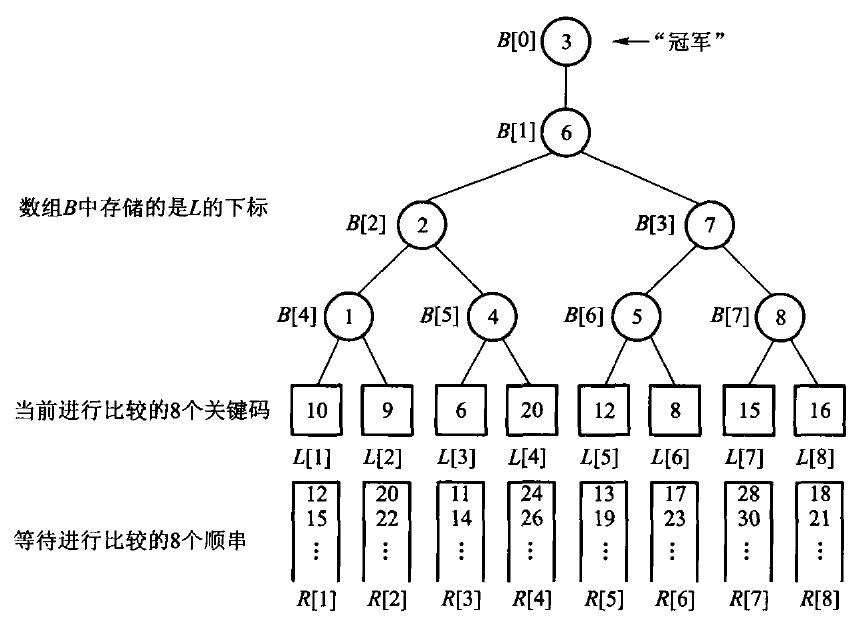 B[0] 3 “冠军”
B[1] 6
数组B中存储的是L的下标
B[2] 2 B[3] 7
B[4] 1 B[5] 4 B[6] 5 B[7] 8
当前进行比较的8个关键码 10 9 6 20 12 8 15 16
L[1] L[2] L[3] L[4] L[5] L[6] L[7] L[8]
12 20 11 24 13 17 28 18
15 22 14 26 19 23 30 21
等待进行比较的8个顺串 ⋮ ⋮ ⋮ ⋮ ⋮ ⋮ ⋮ ⋮
R[1] R[2] R[3] R[4] R[5] R[6] R[7] R[8]